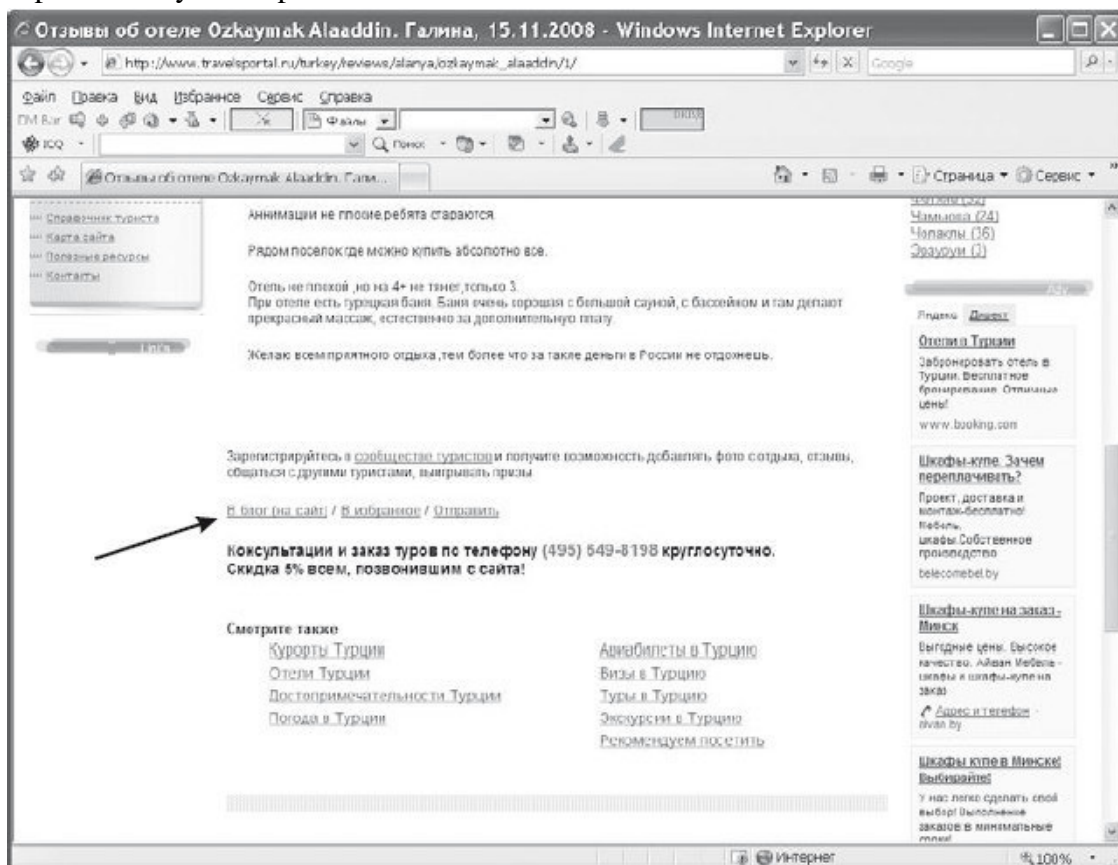 Отзывы об отеле Ozkaymak Alaaddin. Галина, 15.11.2008 - Windows Internet Explorer
http://www.travelsportal.ru/turkey/reviews/alanya/ozkaymak_alaaddin/1/
Google
Файл Правка Вид Избранное Сервис Справка
DM Bar Файлы
ICQ Поиск
Отзывы об отеле Ozkaymak Alaaddin. Гали...
Страница Сервис
Справочник туриста
Карта сайта
Полезные ресурсы
Контакты
Links
Анимации не плохие,ребята стараются.
Рядом поселок где можно купить абсолютно все.
Отель не плохой ,но на 4+ не тянет,только 3.
При отеле есть турецкая баня. Баня очень хорошая с большой сауной, с бассейном и там делают
прекрасный массаж, естественно за дополнительную плату.
Желаю всем приятного отдыха ,тем более что за такие деньги в России не отдохнешь.
Зарегистрируйтесь в сообществе туристов и получите возможность добавлять фото с отдыха, отзывы,
общаться с другими туристами, выигрывать призы
В блог (на сайт) / В избранное / Отправить
Консультации и заказ туров по телефону (495) 549-8198 круглосуточно.
Скидка 5% всем, позвонившим с сайта!
Смотрите также
Курорты Турции
Отели Турции
Достопримечательности Турции
Погода в Турции
Авиабилеты в Турцию
Визы в Турцию
Туры в Турцию
Экскурсии в Турцию
Рекомендуем посетить
Чамьюва (24)
(3)
Adv
Яндекс Директ
Отели в Турции
Забронировать отель в
Турции. Бесплатное
бронирование. Отличные
цены!
www.booking.com
Шкафы-купе. Зачем
переплачивать?
Проект, доставка и
монтаж-бесплатно!
Мебель,
шкафы.Собственное
производство
belecomebel.by
Шкафы-купе на заказ -
Минск
Выгодные цены. Высокое
качество. Айван Мебель -
шкафы и шкафы-купе на
заказ
Адрес и телефон ·
aivan.by
Шкафы купе в Минске!
Выбирайте!
У нас легко сделать свой
выбор! Выполнение
заказов в минимальные
сроки!
Интернет
100%